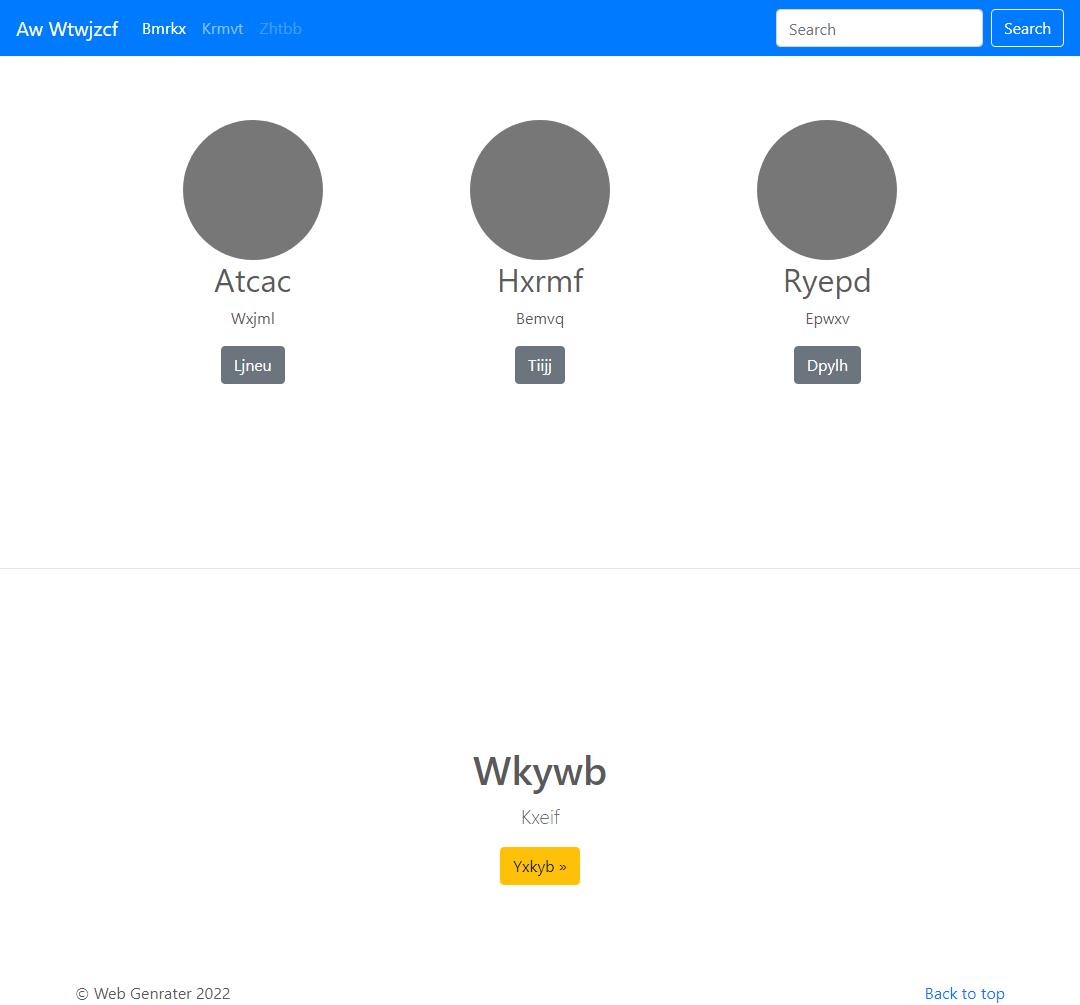 Aw Wtwjzcf Bmrkx Krmvt Zhtbb Search Search
Atcac Hxrmf Ryepd
Wxjml Bemvq Epwxv
Ljneu Tiijj Dpylh
Wkywb
Kxeif
Yxkyb »
© Web Genrater 2022 Back to top